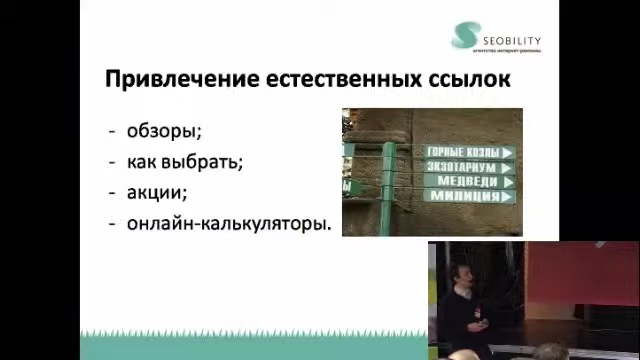 SEOBILITY
агентство интернет-рекламы
Привлечение естественных ссылок
- обзоры;
- как выбрать;
- акции;
- онлайн-калькуляторы.
ГОРНЫЕ КОЗЛЫ
ЭКЗОТАРИУМ
МЕДВЕДИ
МИЛИЦИЯ